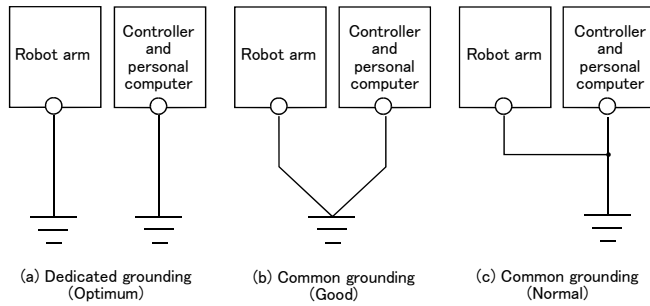 Robot arm
Controller
and
personal
computer
Robot arm
Controller
and
personal
computer
Robot arm
Controller
and
personal
computer
(a) Dedicated grounding
(Optimum)
(b) Common grounding
(Good)
(c) Common grounding
(Normal)